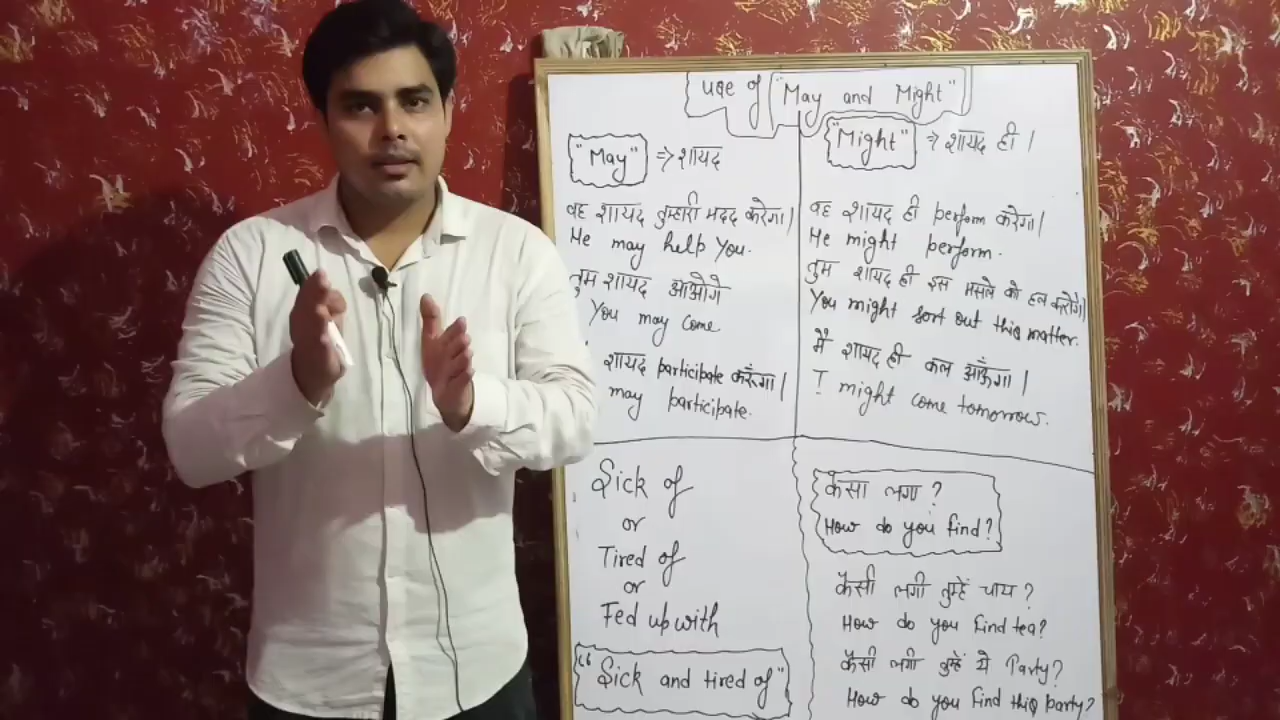 Use of "May and Might"
"May" ⇒ शायद
वह शायद तुम्हारी मदद करेगा।
He may help you.
तुम शायद आओगे
You may come
शायद participate करूँगा।
may participate.
"Might" ⇒ शायद ही।
वह शायद ही perform करेगा।
He might perform.
तुम शायद ही इस मसले को हल करोगे।
You might sort out this matter.
मैं शायद ही कल आऊँगा।
I might come tomorrow.
Sick of
or
Tired of
or
Fed up with
"Sick and tired of"
कैसा लगा?
How do you find?
कैसी लगी तुम्हें चाय?
How do you find tea?
कैसी लगी तुम्हें ये Party?
How do you find this party?